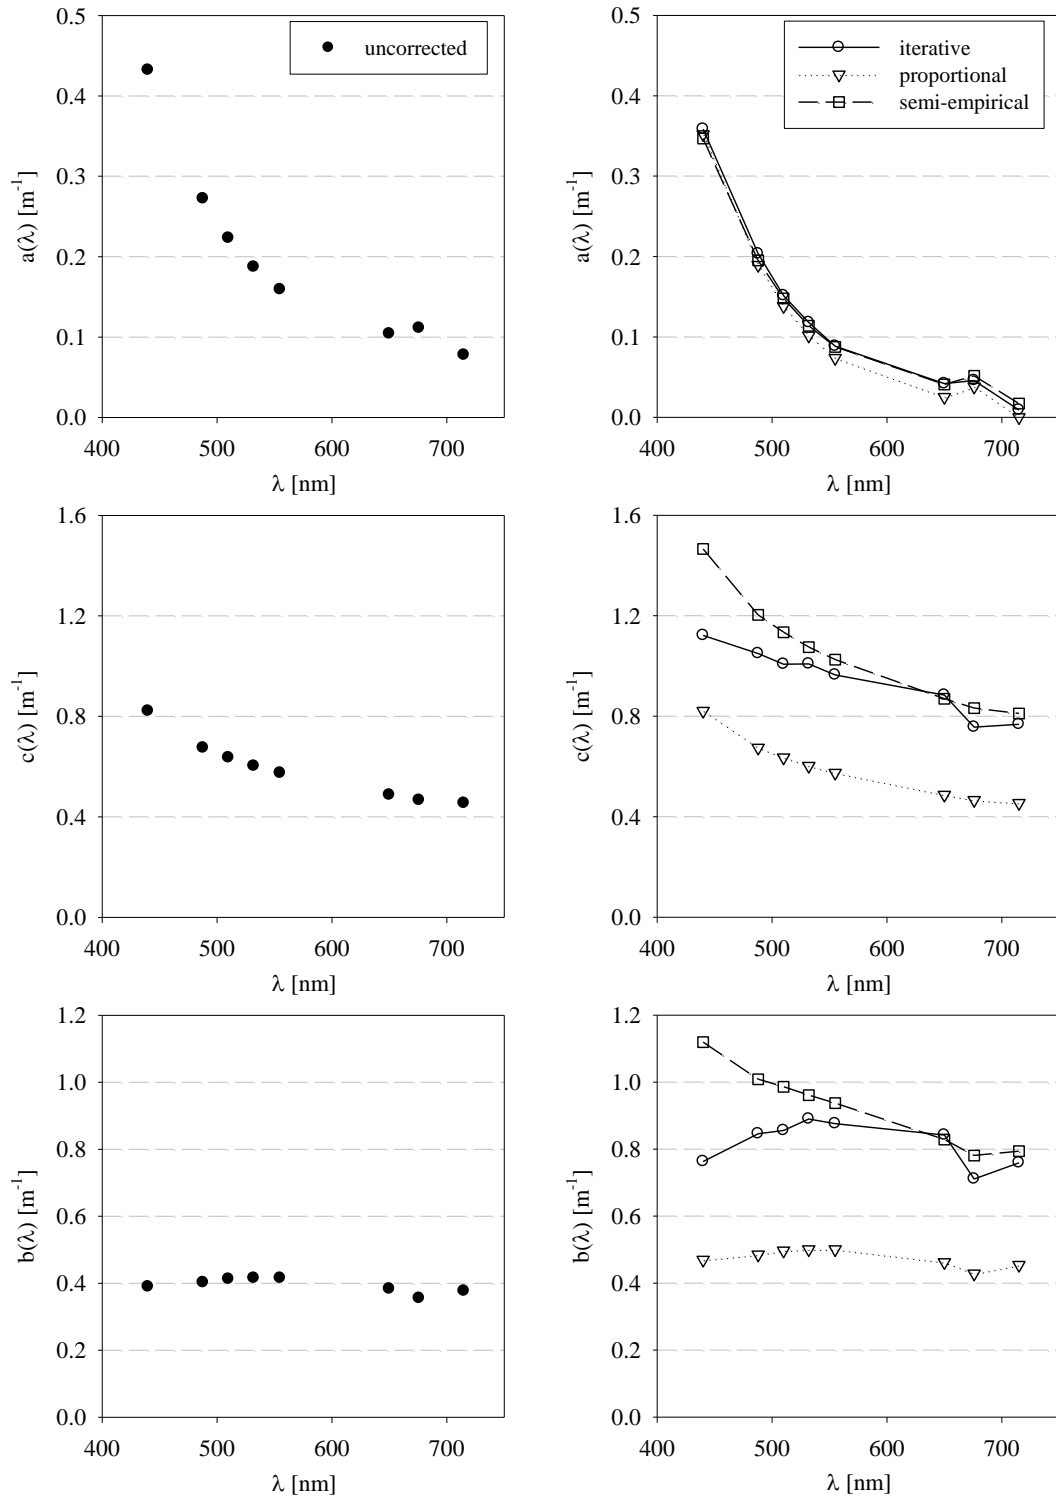 0.5
0.4
0.3
0.2
0.1
0.0
a(λ) [m⁻¹]
uncorrected
400 500 600 700
λ [nm]
0.5
0.4
0.3
0.2
0.1
0.0
a(λ) [m⁻¹]
iterative
proportional
semi-empirical
400 500 600 700
λ [nm]
1.6
1.2
0.8
0.4
0.0
c(λ) [m⁻¹]
400 500 600 700
λ [nm]
1.6
1.2
0.8
0.4
0.0
c(λ) [m⁻¹]
400 500 600 700
λ [nm]
1.2
1.0
0.8
0.6
0.4
0.2
0.0
b(λ) [m⁻¹]
400 500 600 700
λ [nm]
1.2
1.0
0.8
0.6
0.4
0.2
0.0
b(λ) [m⁻¹]
400 500 600 700
λ [nm]